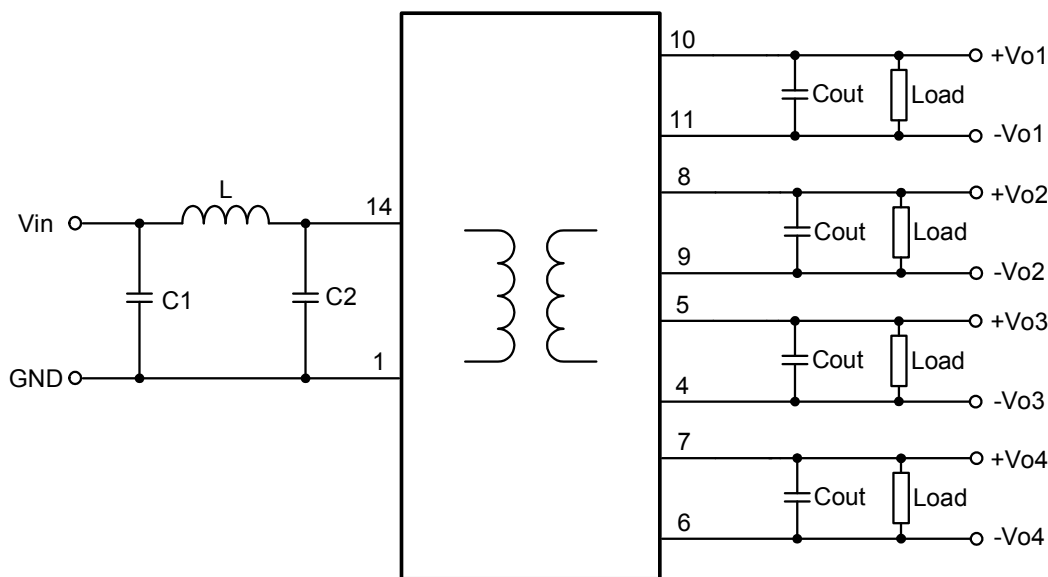 Vin
L
14
C1
C2
GND
1
10
+Vo1
Cout
Load
11
-Vo1
8
+Vo2
Cout
Load
9
-Vo2
5
+Vo3
Cout
Load
4
-Vo3
7
+Vo4
Cout
Load
6
-Vo4